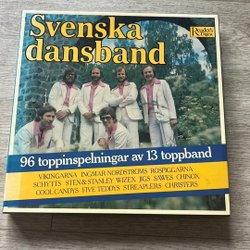 Svenska
dansband
Reader's
Digest
96 toppinspelningar av 13 toppband
VIKINGARNA INGMAR NORDSTRÖMS ROSPIGGARNA
SCHYTTS STEN & STANLEY WIZEX JIGS SAWES CHINOX
COOL CANDYS FIVE TEDDYS STREAPLERS CHRISTERS